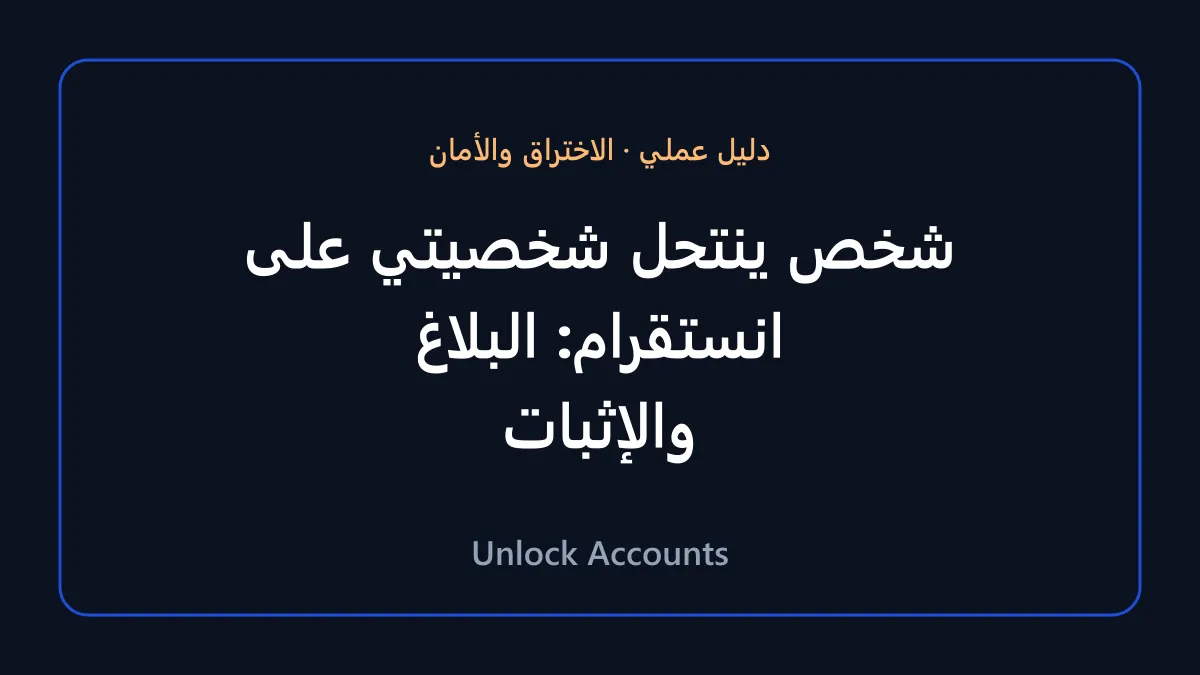 دليل عملي · الاختراق والأمان
شخص ينتحل شخصيتي على
انستقرام: البلاغ
والإثبات
Unlock Accounts